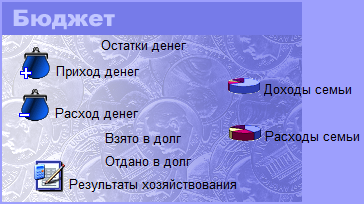 Бюджет
Остатки денег
Приход денег
Доходы семьи
Расход денег
Взято в долг
Расходы семьи
Отдано в долг
Результаты хозяйствования